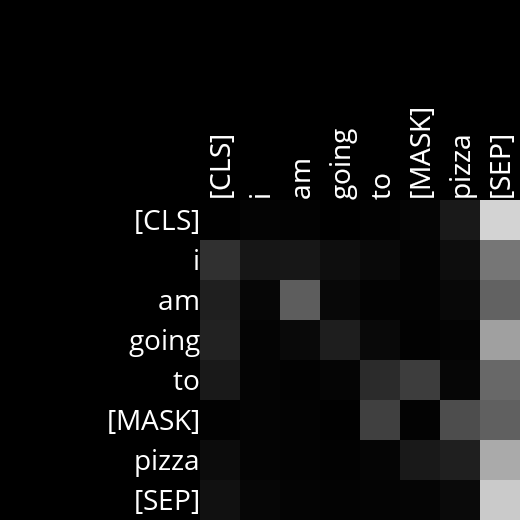 [CLS] i am going to [MASK] pizza [SEP]
[CLS]
i
am
going
to
[MASK]
pizza
[SEP]